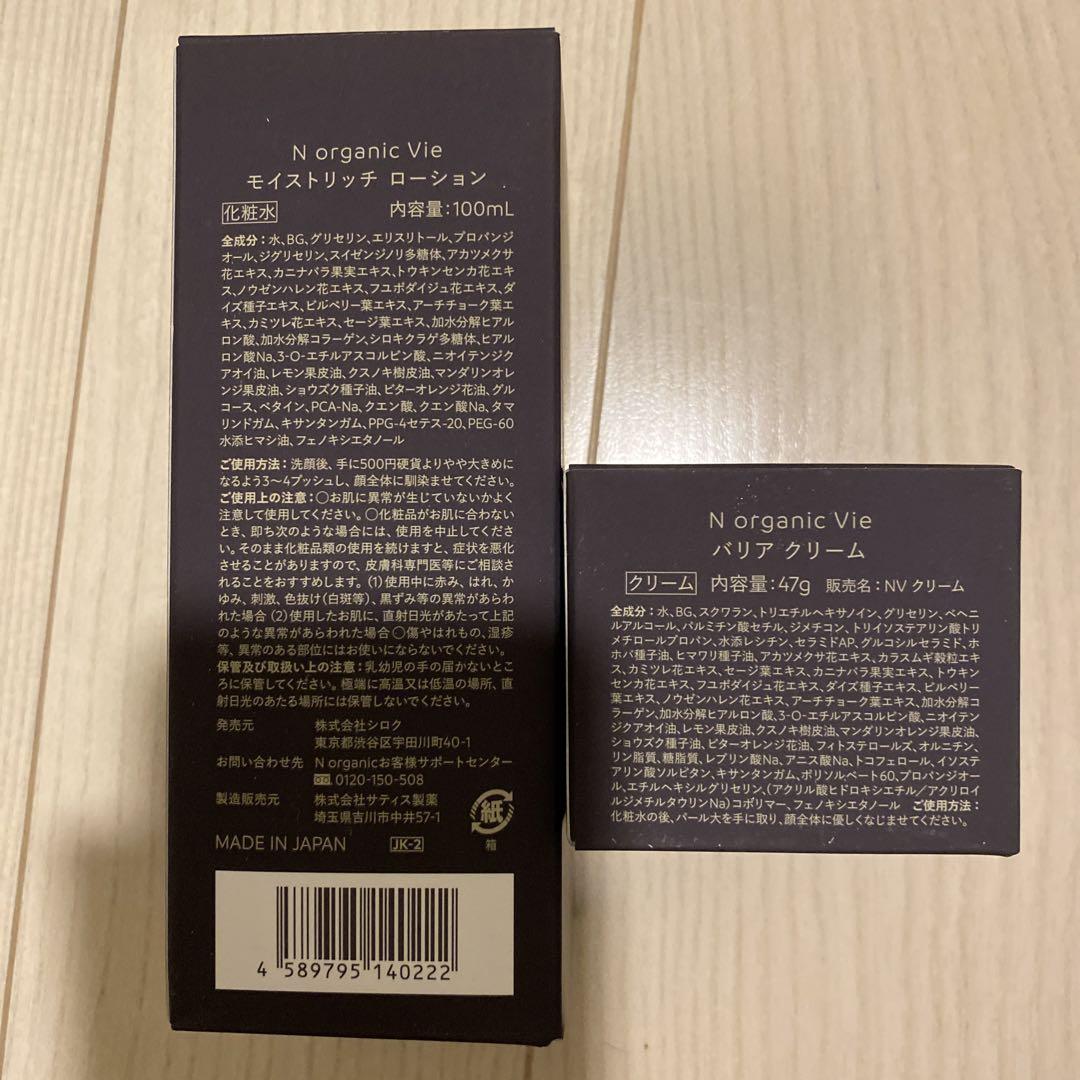 N organic Vie
モイストリッチ ローション
化粧水 内容量:100mL
全成分:水、BG、グリセリン、エリスリトール、プロパンジ
オール、ジグリセリン、スイゼンジノリ多糖体、アカツメクサ
花エキス、カニナバラ果実エキス、トウキンセンカ花エキ
ス、ノウゼンハレン花エキス、フユボダイジュ花エキス、ダ
イズ種子エキス、ビルベリー葉エキス、アーチチョーク葉エ
キス、カミツレ花エキス、セージ葉エキス、加水分解ヒアル
ロン酸、加水分解コラーゲン、シロキクラゲ多糖体、ヒアル
ロン酸Na、3-O-エチルアスコルビン酸、ニオイテンジク
アオイ油、レモン果皮油、クスノキ樹皮油、マンダリンオレ
ンジ果皮油、ショウズク種子油、ビターオレンジ花油、グル
コース、ベタイン、PCA-Na、クエン酸、クエン酸Na、タマ
リンドガム、キサンタンガム、PPG-4セテス-20、PEG-60
水添ヒマシ油、フェノキシエタノール
ご使用方法:洗顔後、手に500円硬貨よりやや大きめに
なるよう3〜4プッシュし、顔全体に馴染ませてください。
ご使用上の注意:○お肌に異常が生じていないかよく
注意して使用してください。○化粧品がお肌に合わない
とき、即ち次のような場合には、使用を中止してくださ
い。そのまま化粧品類の使用を続けますと、症状を悪化
させることがありますので、皮膚科専門医等にご相談さ
れることをおすすめします。(1)使用中に赤み、はれ、か
ゆみ、刺激、色抜け(白斑等)、黒ずみ等の異常があらわ
れた場合(2)使用したお肌に、直射日光があたって上記
のような異常があらわれた場合○傷やはれもの、湿疹
等、異常のある部位にはお使いにならないでください。
保管及び取扱い上の注意:乳幼児の手の届かないとこ
ろに保管してください。極端に高温又は低温の場所、直
射日光のあたる場所には保管しないでください。
発売元 株式会社シロク
東京都渋谷区宇田川町40-1
お問い合わせ先 N organicお客様サポートセンター
0120-150-508
製造販売元 株式会社サティス製薬
埼玉県吉川市中井57-1
紙
箱
MADE IN JAPAN JK-2
4 589795 140222
N organic Vie
バリア クリーム
クリーム 内容量:47g 販売名:NV クリーム
全成分:水、BG、スクワラン、トリエチルヘキサノイン、グリセリン、ベヘニ
ルアルコール、パルミチン酸セチル、ジメチコン、トリイソステアリン酸トリ
メチロールプロパン、水添レシチン、セラミドAP、グルコシルセラミド、ホ
ホバ種子油、ヒマワリ種子油、アカツメクサ花エキス、カラスムギ穀粒エキ
ス、カミツレ花エキス、セージ葉エキス、カニナバラ果実エキス、トウキン
センカ花エキス、フユボダイジュ花エキス、ダイズ種子エキス、ビルベリー
葉エキス、ノウゼンハレン花エキス、アーチチョーク葉エキス、加水分解コ
ラーゲン、加水分解ヒアルロン酸、3-O-エチルアスコルビン酸、ニオイテン
ジクアオイ油、レモン果皮油、クスノキ樹皮油、マンダリンオレンジ果皮油、
ショウズク種子油、ビターオレンジ花油、フィトステロールズ、オルニチン、
リン脂質、糖脂質、レブリン酸Na、アニス酸Na、トコフェロール、イソステ
アリン酸ソルビタン、キサンタンガム、ポリソルベート60、プロパンジオー
ル、エチルヘキシルグリセリン、(アクリル酸ヒドロキシエチル/アクリロイ
ルジメチルタウリンNa)コポリマー、フェノキシエタノール ご使用方法:
化粧水の後、パール大を手に取り、顔全体に優しくなじませてください。